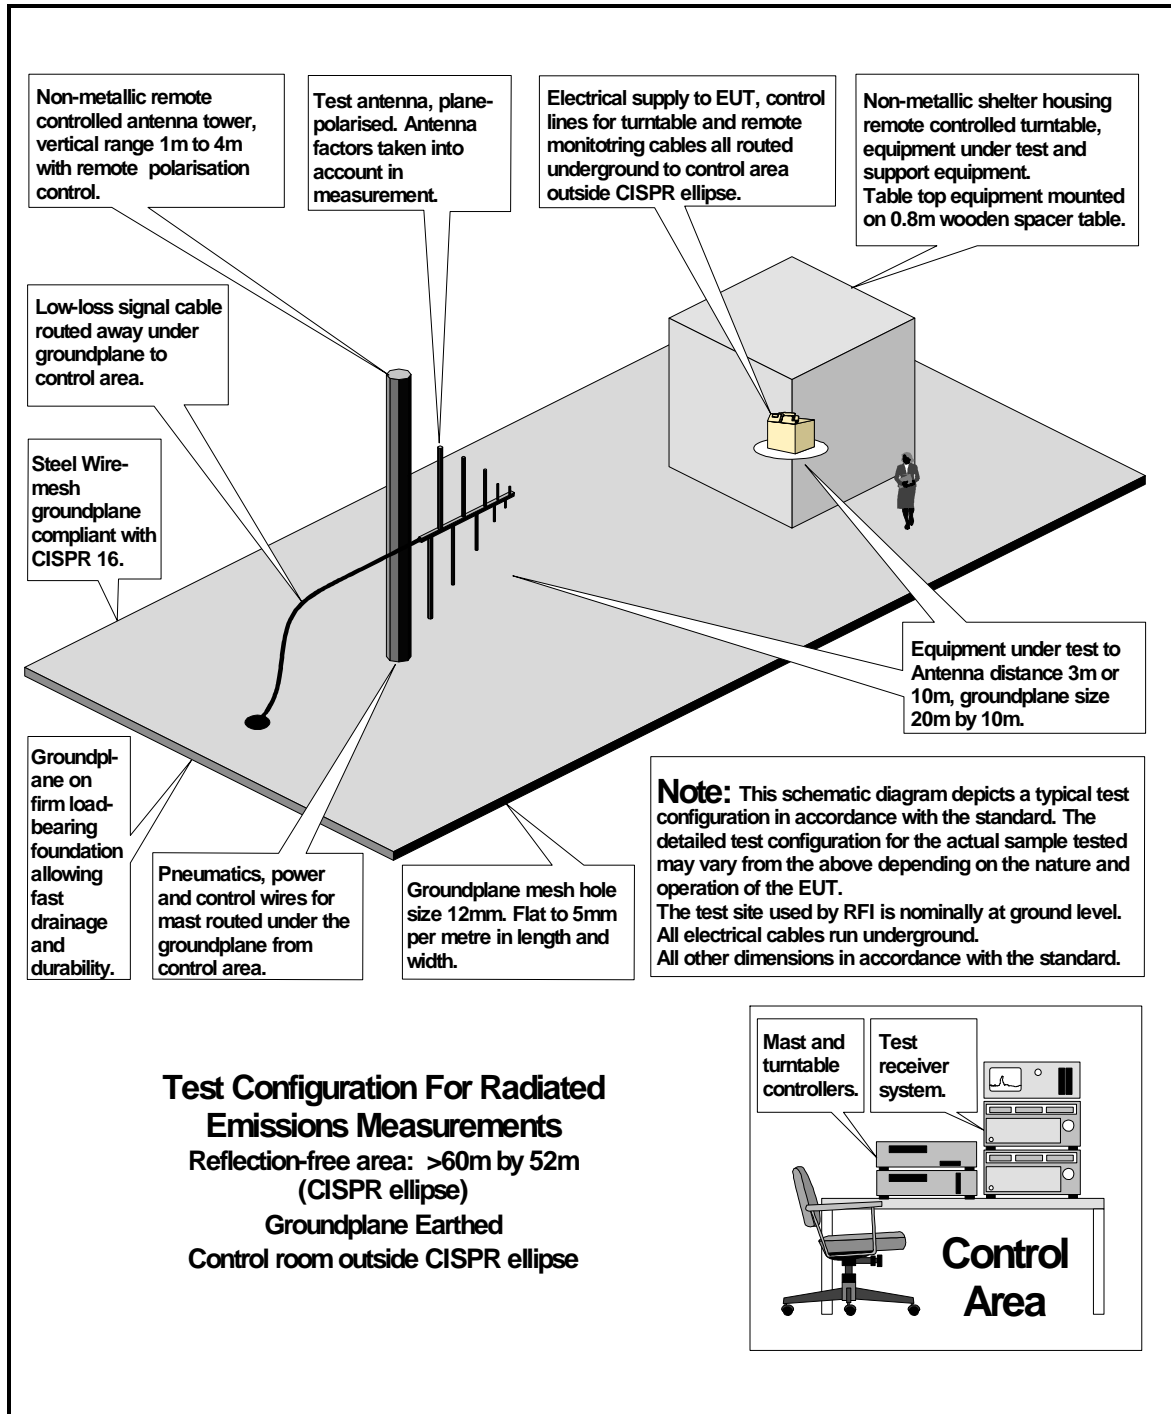 Non-metallic remote
controlled antenna tower,
vertical range 1m to 4m
with remote polarisation
control.
Test antenna, plane-
polarised. Antenna
factors taken into
account in
measurement.
Electrical supply to EUT, control
lines for turntable and remote
monitotring cables all routed
underground to control area
outside CISPR ellipse.
Non-metallic shelter housing
remote controlled turntable,
equipment under test and
support equipment.
Table top equipment mounted
on 0.8m wooden spacer table.
Low-loss signal cable
routed away under
groundplane to
control area.
Steel Wire-
mesh
groundplane
compliant with
CISPR 16.
Equipment under test to
Antenna distance 3m or
10m, groundplane size
20m by 10m.
Groundpl-
ane on
firm load-
bearing
foundation
allowing
fast
drainage
and
durability.
Pneumatics, power
and control wires for
mast routed under the
groundplane from
control area.
Groundplane mesh hole
size 12mm. Flat to 5mm
per metre in length and
width.
Note: This schematic diagram depicts a typical test
configuration in accordance with the standard. The
detailed test configuration for the actual sample tested
may vary from the above depending on the nature and
operation of the EUT.
The test site used by RFI is nominally at ground level.
All electrical cables run underground.
All other dimensions in accordance with the standard.
Test Configuration For Radiated
Emissions Measurements
Reflection-free area: >60m by 52m
(CISPR ellipse)
Groundplane Earthed
Control room outside CISPR ellipse
Mast and
turntable
controllers.
Test
receiver
system.
Control
Area